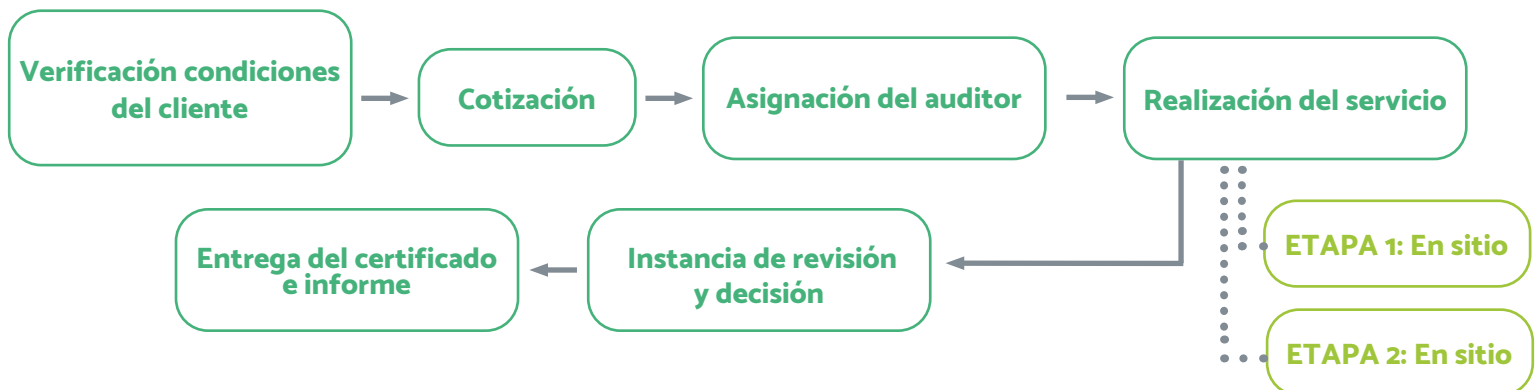 Verificación condiciones
del cliente
Cotización
Asignación del auditor
Realización del servicio
ETAPA 1: En sitio
ETAPA 2: En sitio
Instancia de revisión
y decisión
Entrega del certificado
e informe